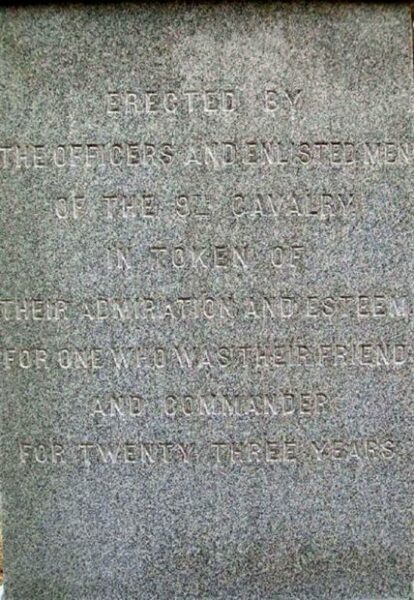 ERECTED BY
THE OFFICERS AND ENLISTED MEN
OF THE 9TH CAVALRY
IN TOKEN OF
THEIR ADMIRATION AND ESTEEM
FOR ONE WHO WAS THEIR FRIEND
AND COMMANDER
FOR TWENTY THREE YEARS.